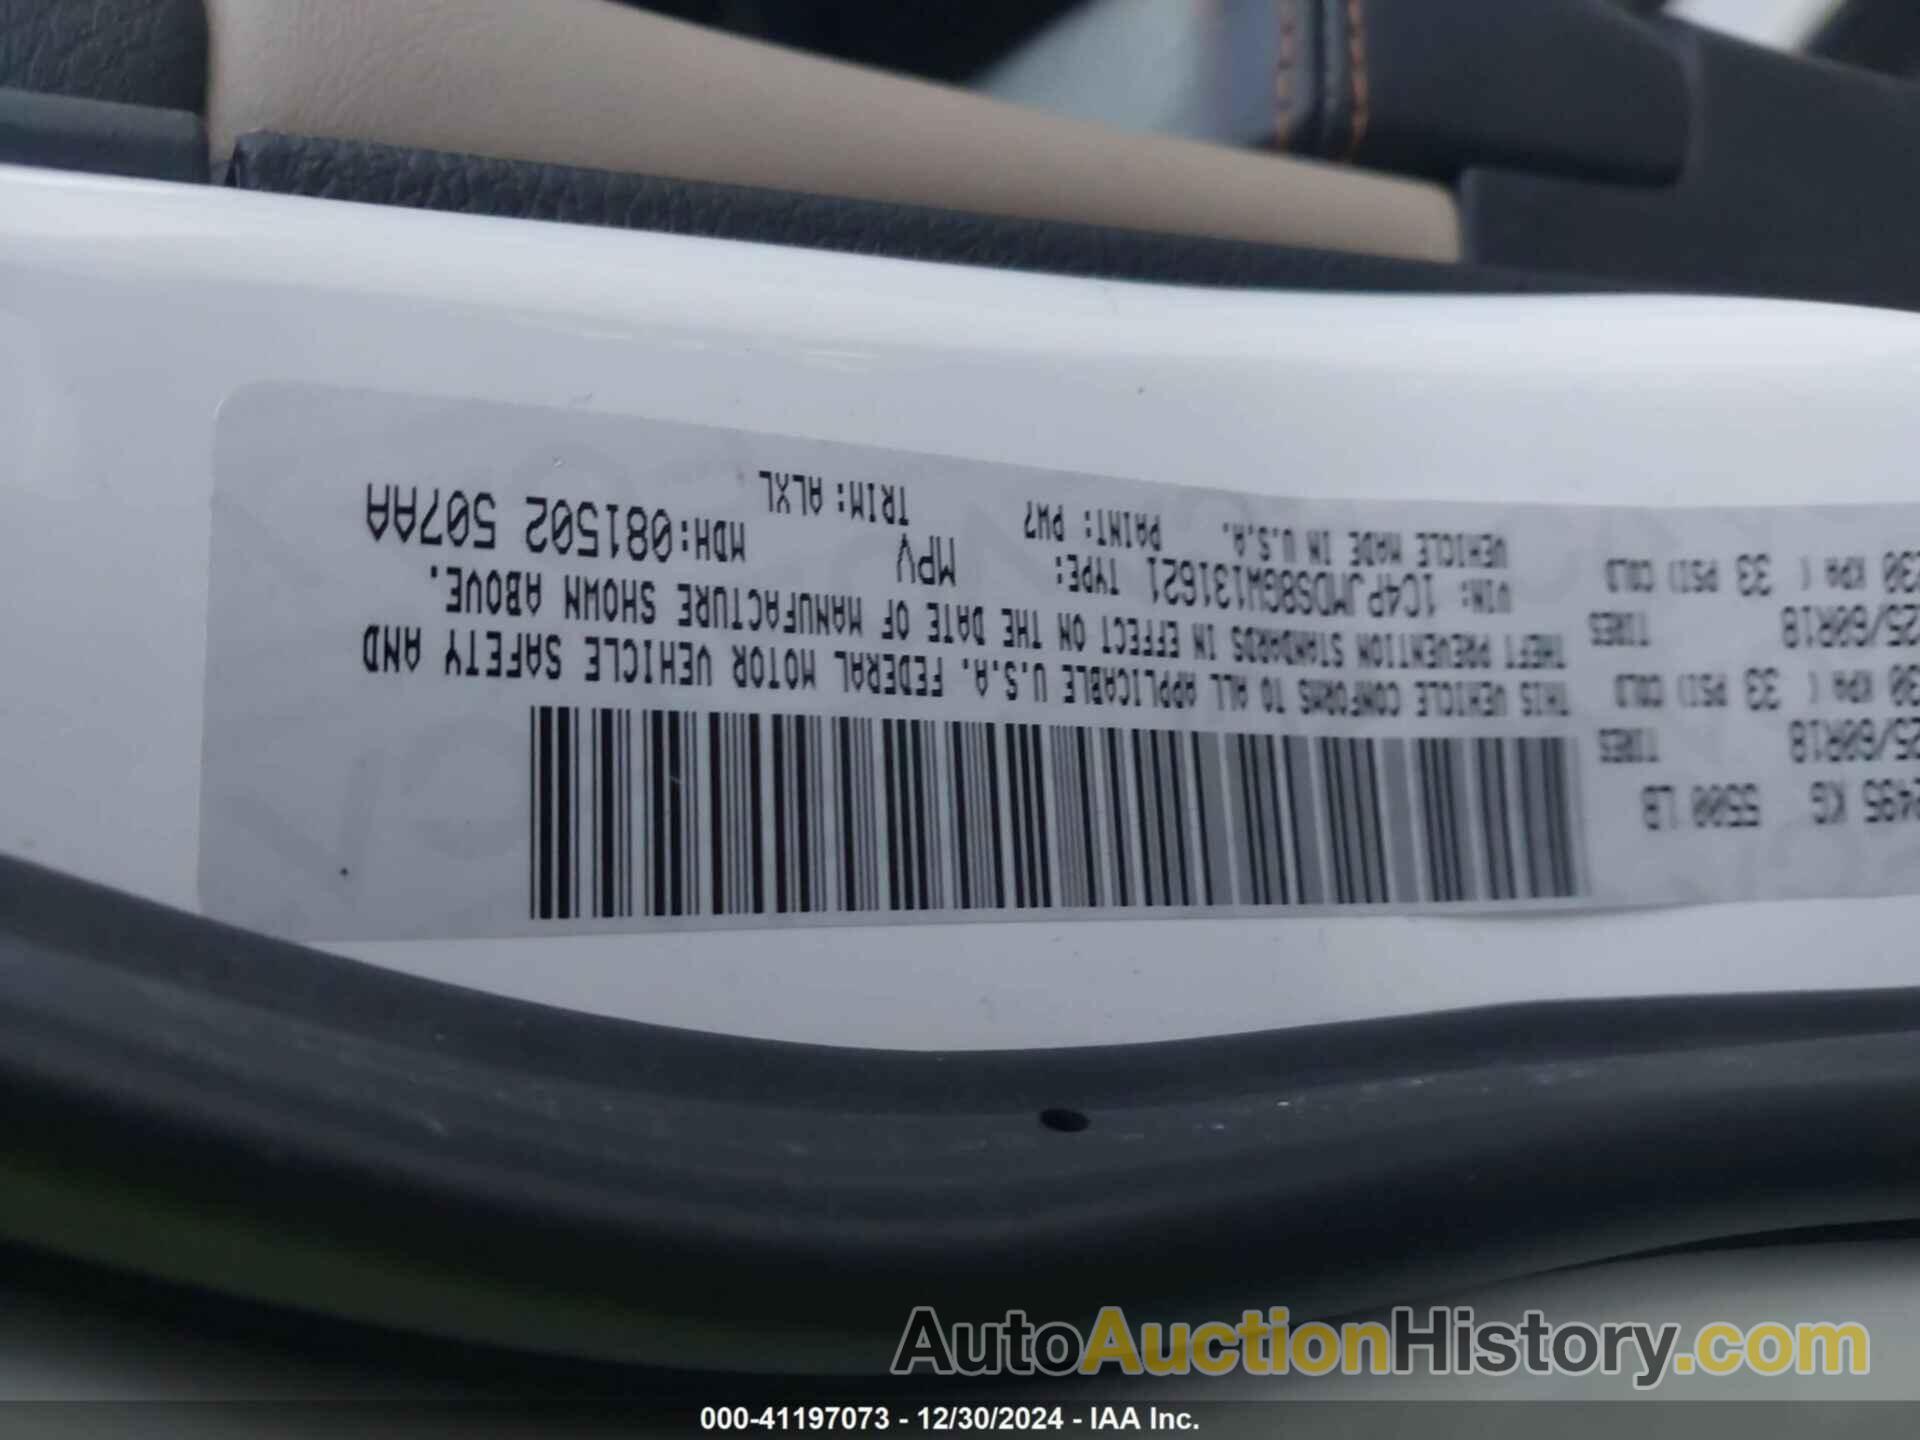 2495 KG 5500 LB
25/60R18 TIRES
30 KPA ( 33 PSI) COLD
25/60R18 TIRES
230 KPA ( 33 PSI) COLD
THIS VEHICLE CONFORMS TO ALL APPLICABLE U.S.A. FEDERAL MOTOR VEHICLE SAFETY AND
THEFT PREVENTION STANDARDS IN EFFECT ON THE DATE OF MANUFACTURE SHOWN ABOVE.
VIN: 1C4PJMDS8GW131621 TYPE: MPV MDH:081502 507AA
VEHICLE MADE IN U.S.A. PAINT: PW7 TRIM: ALXL
AutoAuctionHistory.com
000-41197073 - 12/30/2024 - IAA Inc.